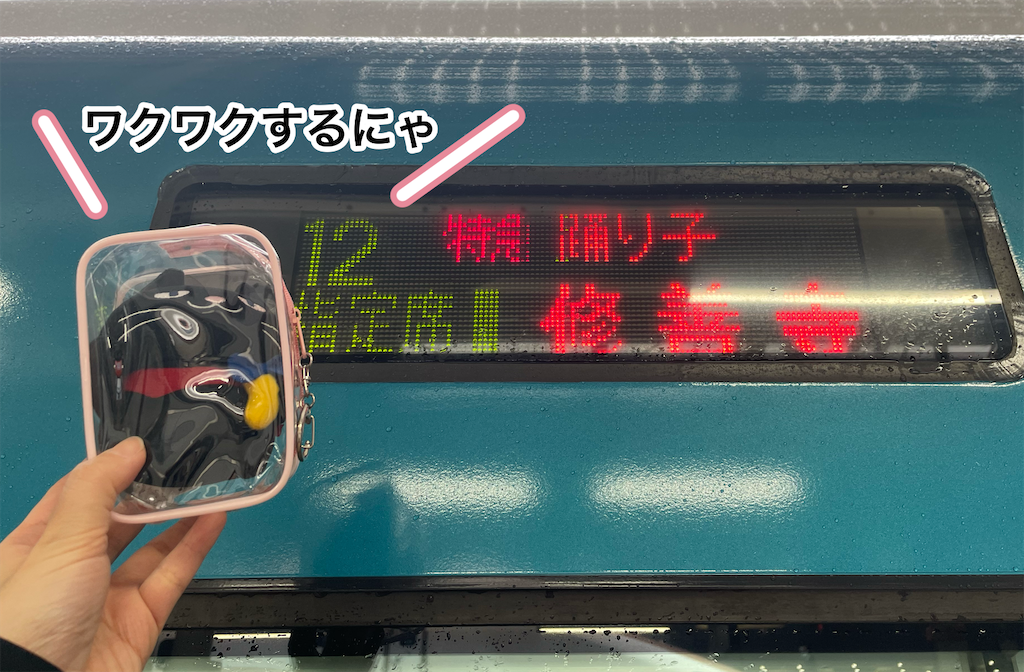 ワクワクするにゃ
12 特急 踊り子
指定席 修善寺